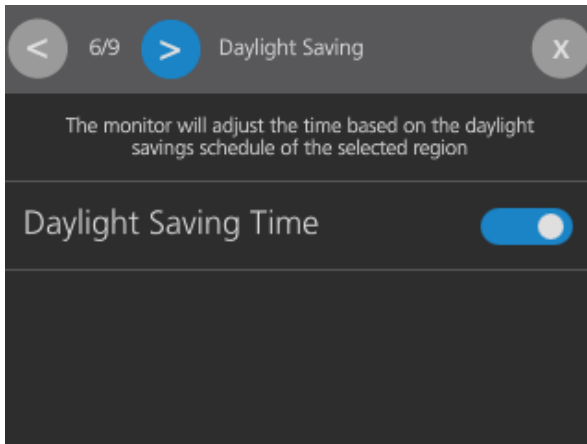 < 6/9 > Daylight Saving X
The monitor will adjust the time based on the daylight
savings schedule of the selected region
Daylight Saving Time